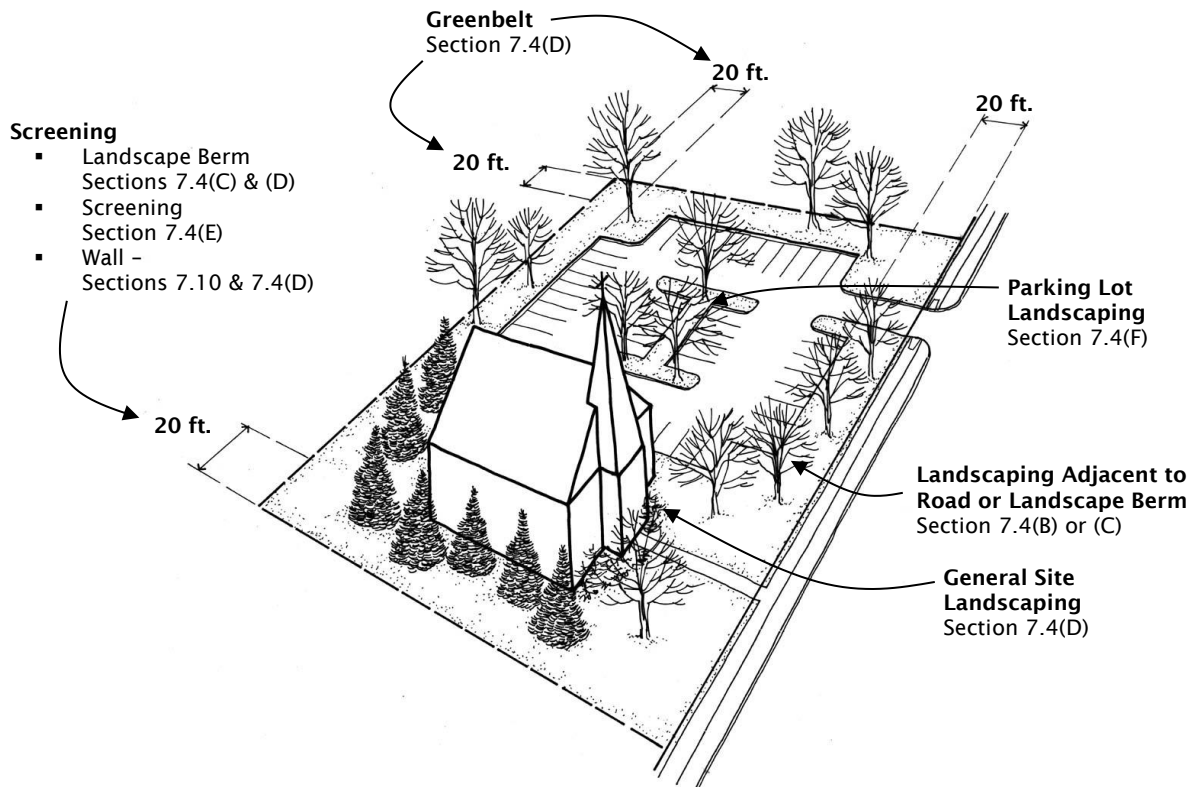 Greenbelt
Section 7.4(D)
20 ft.
20 ft.
20 ft.
Screening
▪ Landscape Berm
Sections 7.4(C) & (D)
▪ Screening
Section 7.4(E)
▪ Wall –
Sections 7.10 & 7.4(D)
20 ft.
Parking Lot
Landscaping
Section 7.4(F)
Landscaping Adjacent to
Road or Landscape Berm
Section 7.4(B) or (C)
General Site
Landscaping
Section 7.4(D)